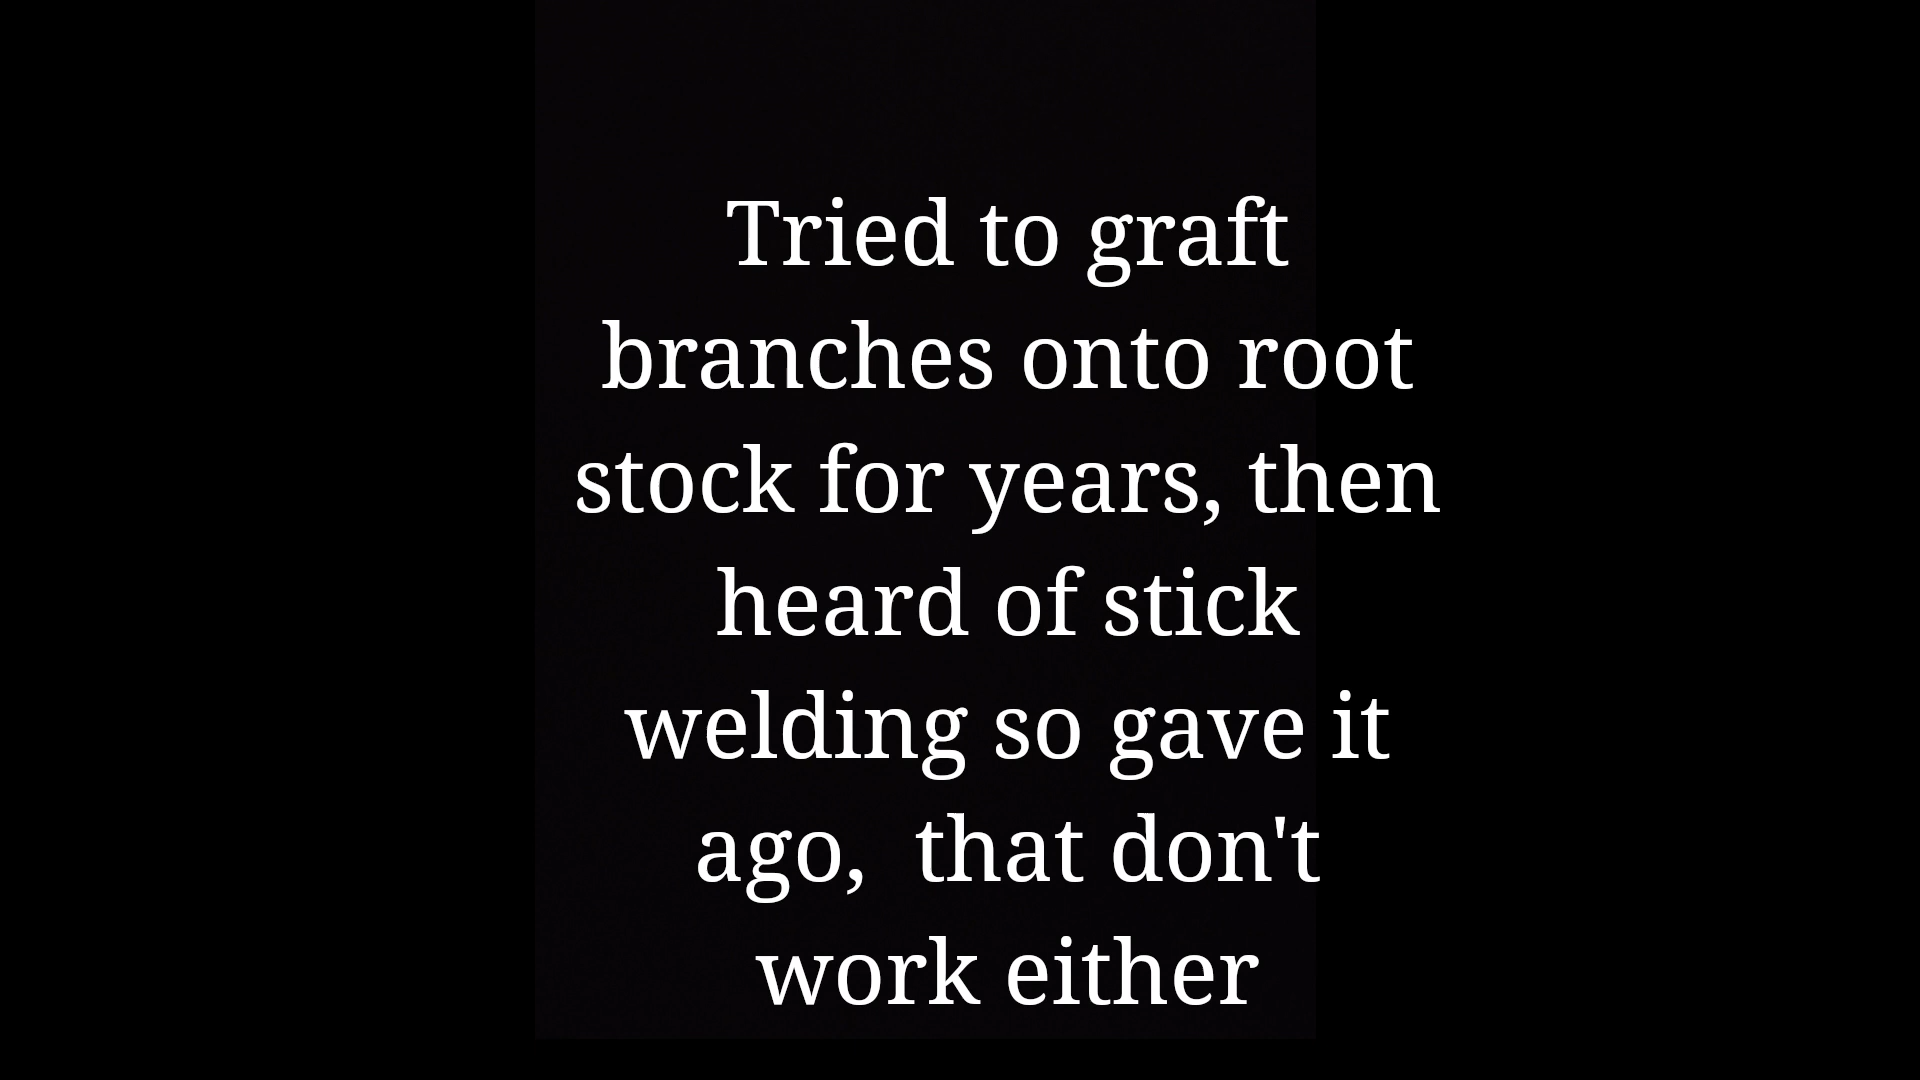 Tried to graft
branches onto root
stock for years, then
heard of stick
welding so gave it
ago,  that don't
work either